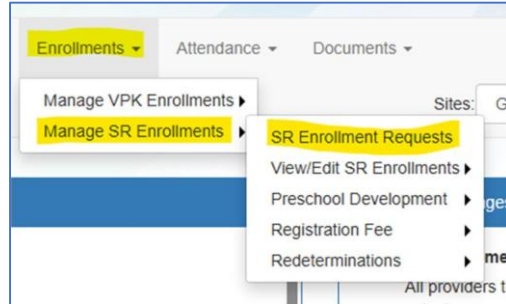 Enrollments Attendance Documents
Manage VPK Enrollments
Sites: G
Manage SR Enrollments
SR Enrollment Requests
View/Edit SR Enrollments
Preschool Development
Registration Fee
Redeterminations
All providers t